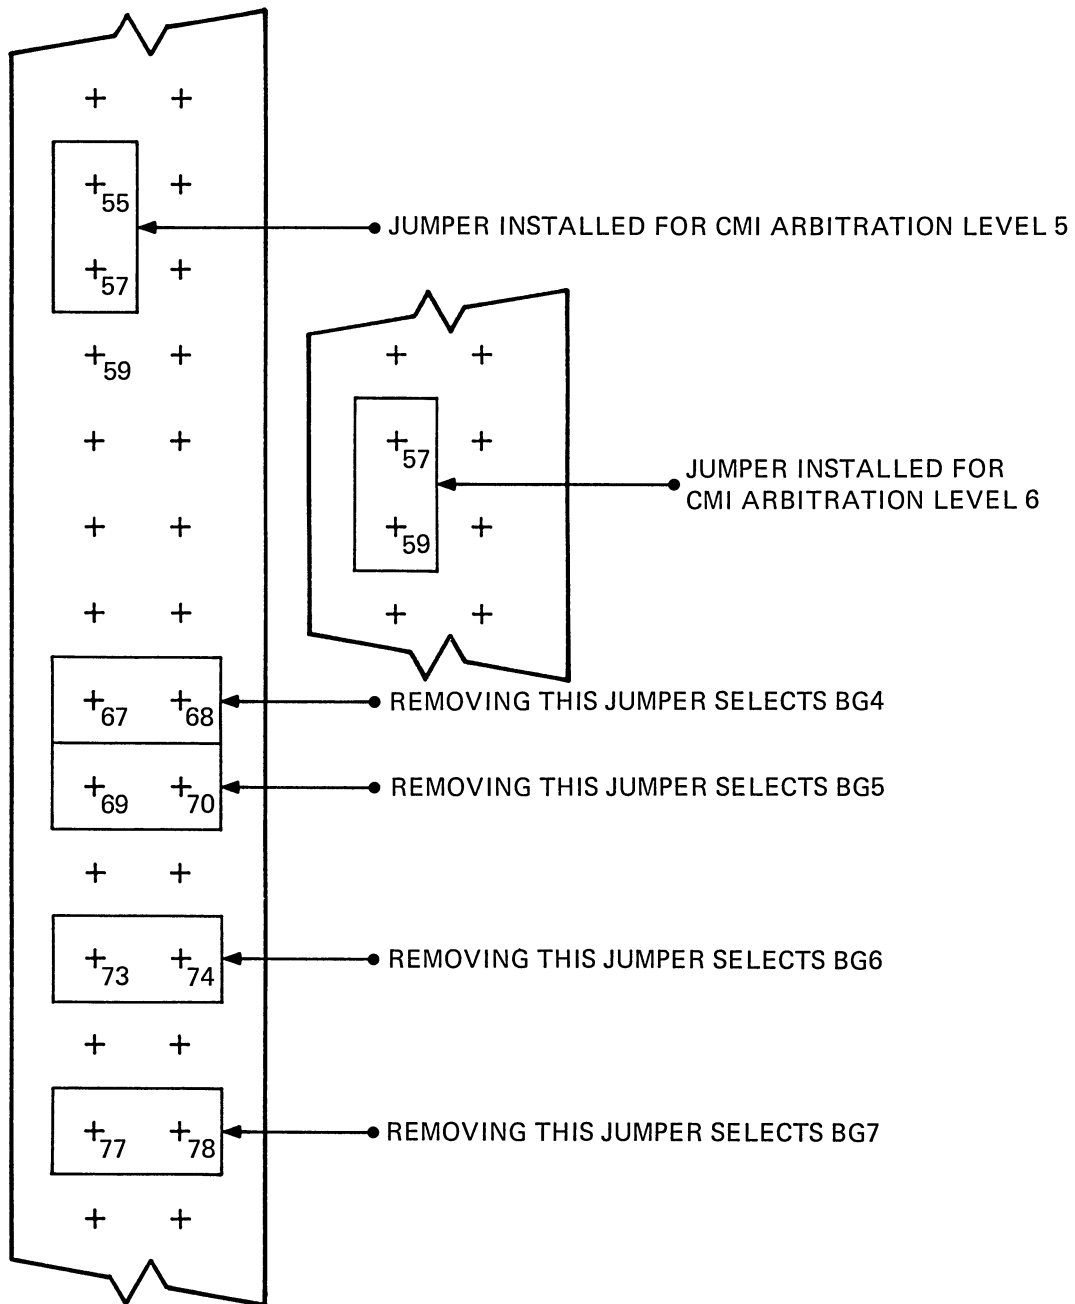 55
JUMPER INSTALLED FOR CMI ARBITRATION LEVEL 5
57
59
57
JUMPER INSTALLED FOR
CMI ARBITRATION LEVEL 6
59
67 68
REMOVING THIS JUMPER SELECTS BG4
69 70
REMOVING THIS JUMPER SELECTS BG5
73 74
REMOVING THIS JUMPER SELECTS BG6
77 78
REMOVING THIS JUMPER SELECTS BG7